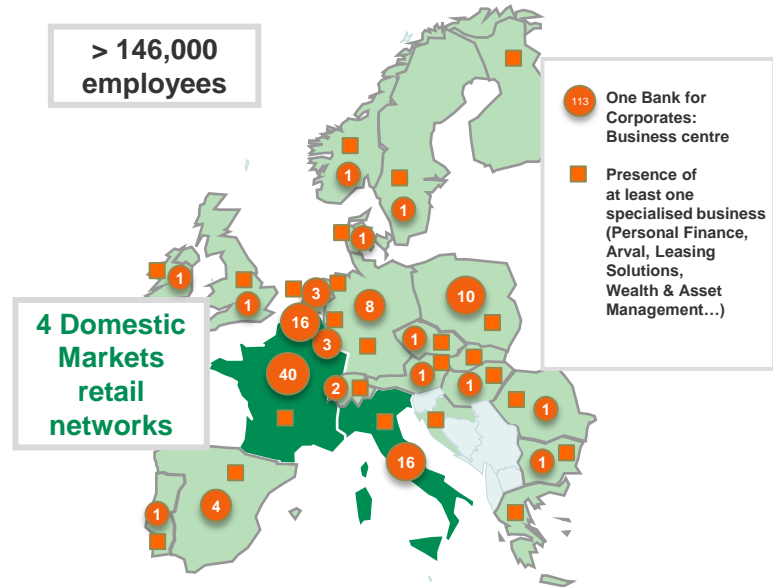 > 146,000
employees
113
One Bank for
Corporates:
Business centre
Presence of
at least one
specialised business
(Personal Finance,
Arval, Leasing
Solutions,
Wealth & Asset
Management…)
4 Domestic
Markets
retail
networks
1
1
1
1
1
3
8
10
16
3
1
40
2
1
1
1
1
16
4
1